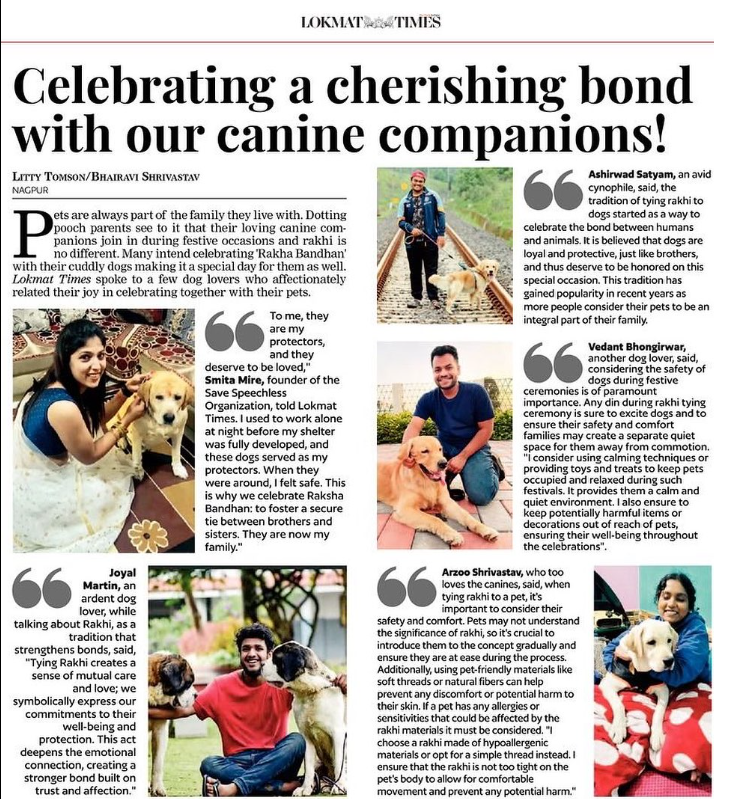 LOKMAT TIMES
Celebrating a cherishing bond
with our canine companions!
LITTY TOMSON/BHAIRAVI SHRIVASTAV
NAGPUR
Pets are always part of the family they live with. Dotting
pooch parents see to it that their loving canine com-
panions join in during festive occasions and rakhi is
no different. Many intend celebrating 'Rakha Bandhan'
with their cuddly dogs making it a special day for them as well.
Lokmat Times spoke to a few dog lovers who affectionately
related their joy in celebrating together with their pets.
To me, they
are my
protectors,
and they
deserve to be loved,"
Smita Mire, founder of the
Save Speechless
Organization, told Lokmat
Times. I used to work alone
at night before my shelter
was fully developed, and
these dogs served as my
protectors. When they
were around, I felt safe. This
is why we celebrate Raksha
Bandhan: to foster a secure
tie between brothers and
sisters. They are now my
family."
Joyal
Martin, an
ardent dog
lover, while
talking about Rakhi, as a
tradition that
strengthens bonds, said,
"Tying Rakhi creates a
sense of mutual care
and love; we
symbolically express our
commitments to their
well-being and
protection. This act
deepens the emotional
connection, creating a
stronger bond built on
trust and affection."
Ashirwad Satyam, an avid
cynophile, said, the
tradition of tying rakhi to
dogs started as a way to
celebrate the bond between humans
and animals. It is believed that dogs are
loyal and protective, just like brothers,
and thus deserve to be honored on this
special occasion. This tradition has
gained popularity in recent years as
more people consider their pets to be an
integral part of their family.
Vedant Bhongirwar,
another dog lover, said,
considering the safety of
dogs during festive
ceremonies is of paramount
importance. Any din during rakhi tying
ceremony is sure to excite dogs and to
ensure their safety and comfort
families may create a separate quiet
space for them away from commotion.
"I consider using calming techniques or
providing toys and treats to keep pets
occupied and relaxed during such
festivals. It provides them a calm and
quiet environment. I also ensure to
keep potentially harmful items or
decorations out of reach of pets,
ensuring their well-being throughout
the celebrations".
Arzoo Shrivastav, who too
loves the canines, said, when
tying rakhi to a pet, it's
important to consider their
safety and comfort. Pets may not understand
the significance of rakhi, so it's crucial to
introduce them to the concept gradually and
ensure they are at ease during the process.
Additionally, using pet-friendly materials like
soft threads or natural fibers can help
prevent any discomfort or potential harm to
their skin. If a pet has any allergies or
sensitivities that could be affected by the
rakhi materials it must be considered. "I
choose a rakhi made of hypoallergenic
materials or opt for a simple thread instead. I
ensure that the rakhi is not too tight on the
pet's body to allow for comfortable
movement and prevent any potential harm."